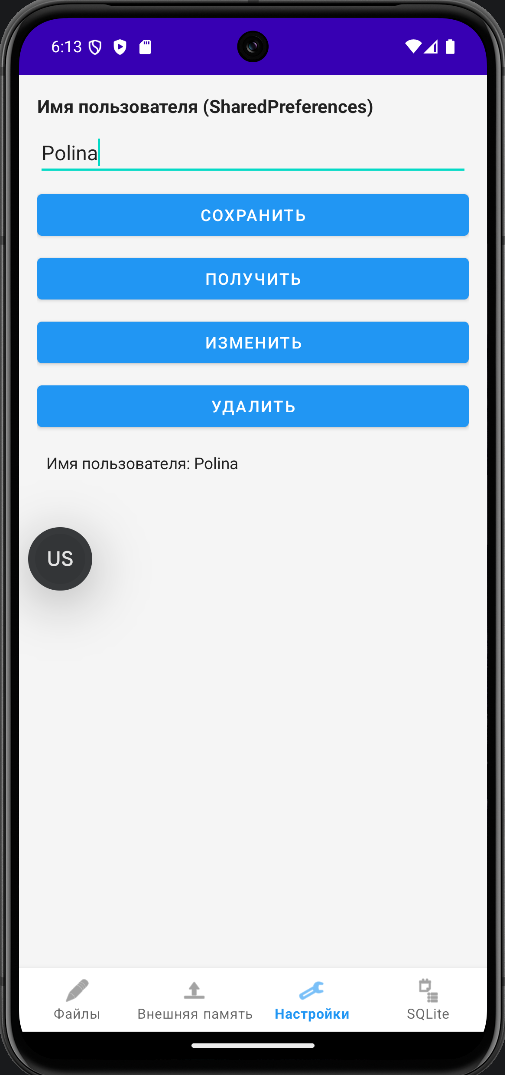 6:13
Имя пользователя (SharedPreferences)
Polina
СОХРАНИТЬ
ПОЛУЧИТЬ
ИЗМЕНИТЬ
УДАЛИТЬ
Имя пользователя: Polina
US
Файлы Внешняя память Настройки SQLite